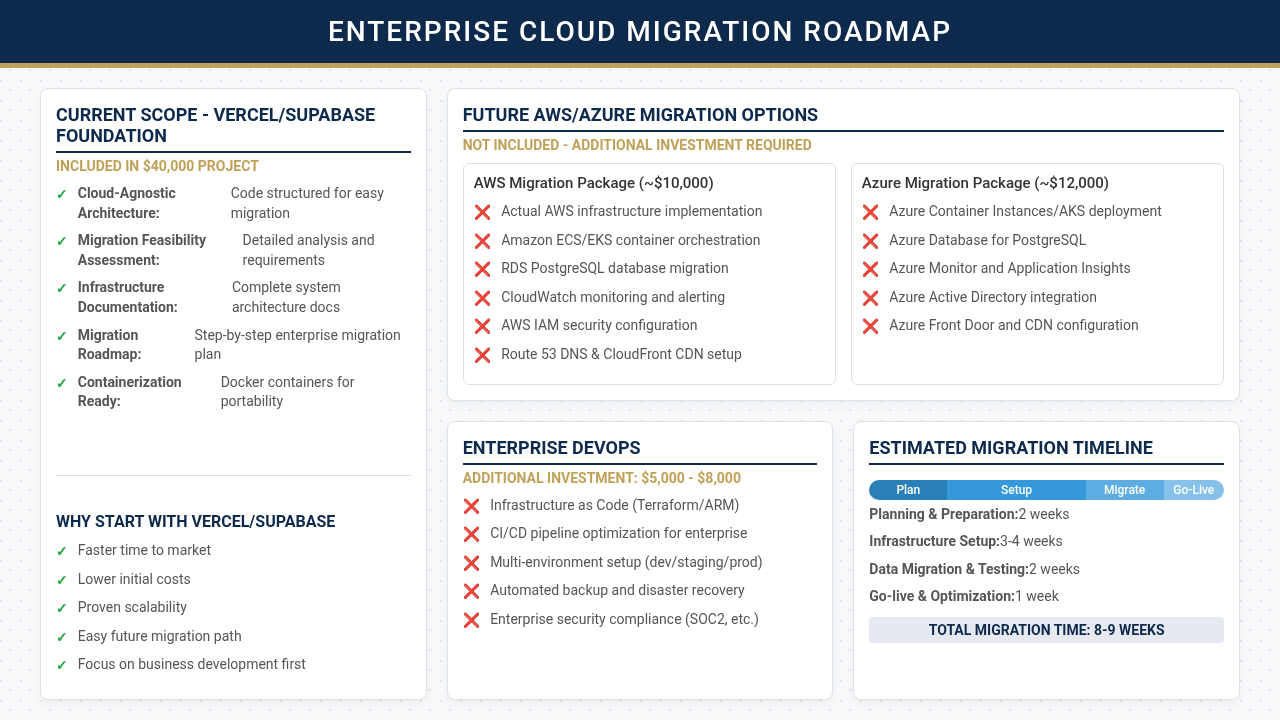 ENTERPRISE CLOUD MIGRATION ROADMAP
CURRENT SCOPE - VERCEL/SUPABASE
FOUNDATION
INCLUDED IN $40,000 PROJECT
✓ Cloud-Agnostic Architecture: Code structured for easy migration
✓ Migration Feasibility Assessment: Detailed analysis and requirements
✓ Infrastructure Documentation: Complete system architecture docs
✓ Migration Roadmap: Step-by-step enterprise migration plan
✓ Containerization Ready: Docker containers for portability
WHY START WITH VERCEL/SUPABASE
✓ Faster time to market
✓ Lower initial costs
✓ Proven scalability
✓ Easy future migration path
✓ Focus on business development first
FUTURE AWS/AZURE MIGRATION OPTIONS
NOT INCLUDED - ADDITIONAL INVESTMENT REQUIRED
AWS Migration Package (~$10,000)
❌ Actual AWS infrastructure implementation
❌ Amazon ECS/EKS container orchestration
❌ RDS PostgreSQL database migration
❌ CloudWatch monitoring and alerting
❌ AWS IAM security configuration
❌ Route 53 DNS & CloudFront CDN setup
Azure Migration Package (~$12,000)
❌ Azure Container Instances/AKS deployment
❌ Azure Database for PostgreSQL
❌ Azure Monitor and Application Insights
❌ Azure Active Directory integration
❌ Azure Front Door and CDN configuration
ENTERPRISE DEVOPS
ADDITIONAL INVESTMENT: $5,000 - $8,000
❌ Infrastructure as Code (Terraform/ARM)
❌ CI/CD pipeline optimization for enterprise
❌ Multi-environment setup (dev/staging/prod)
❌ Automated backup and disaster recovery
❌ Enterprise security compliance (SOC2, etc.)
ESTIMATED MIGRATION TIMELINE
Plan Setup Migrate Go-Live
Planning & Preparation:2 weeks
Infrastructure Setup:3-4 weeks
Data Migration & Testing:2 weeks
Go-live & Optimization:1 week
TOTAL MIGRATION TIME: 8-9 WEEKS